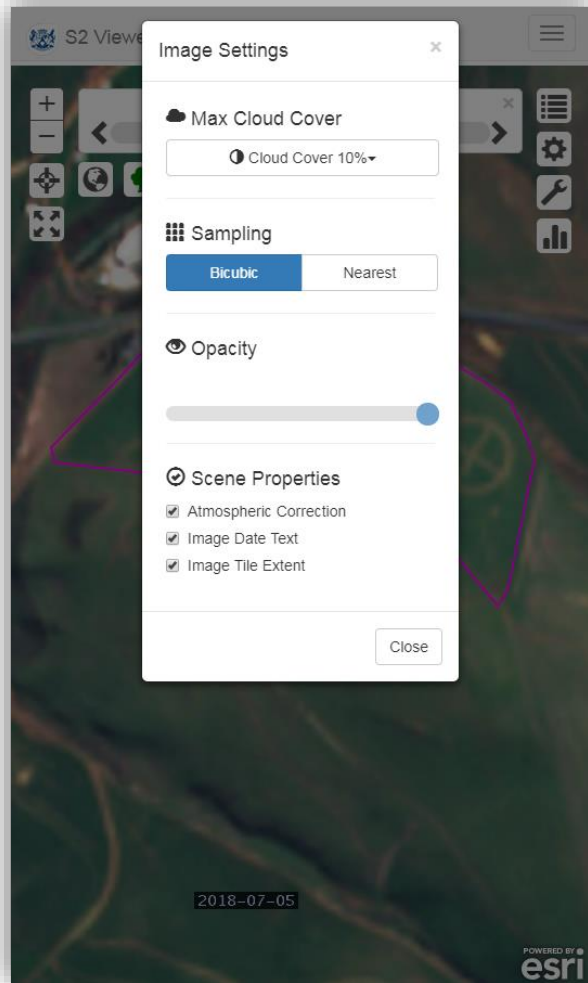 S2 Viewe
Image Settings
×
Max Cloud Cover
Cloud Cover 10%
Sampling
Bicubic
Nearest
Opacity
Scene Properties
Atmospheric Correction
Image Date Text
Image Tile Extent
Close
2018-07-05
POWERED BY
esri